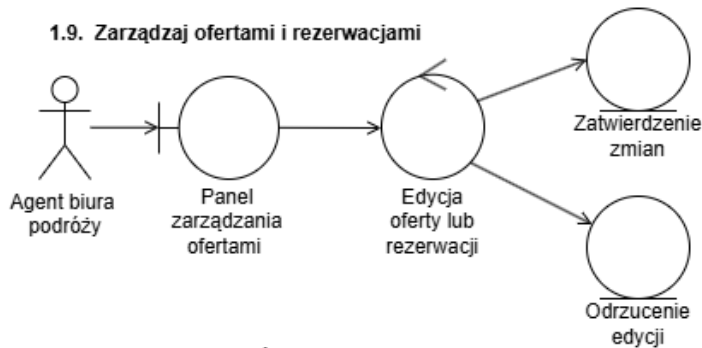 1.9. Zarządzaj ofertami i rezerwacjami
Agent biura
podróży
Panel
zarządzania
ofertami
Edycja
oferty lub
rezerwacji
Zatwierdzenie
zmian
Odrzucenie
edycji